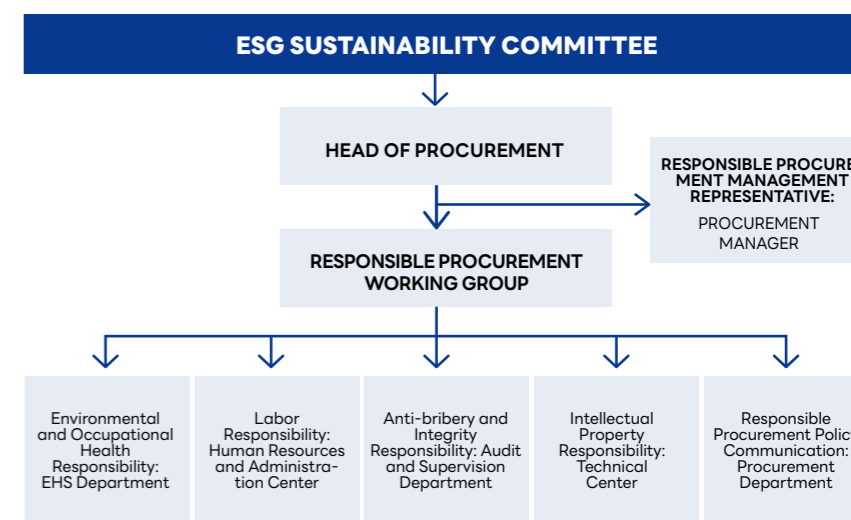 ESG SUSTAINABILITY COMMITTEE
HEAD OF PROCUREMENT
RESPONSIBLE PROCURE
MENT MANAGEMENT
REPRESENTATIVE:
PROCUREMENT
MANAGER
RESPONSIBLE PROCUREMENT
WORKING GROUP
Environmental
and Occupational
Health
Responsibility:
EHS Department
Labor
Responsibility:
Human Resources
and Administra-
tion Center
Anti-bribery and
Integrity
Responsibility: Audit
and Supervision
Department
Intellectual
Property
Responsibility:
Technical
Center
Responsible
Procurement Policy
Communication:
Procurement
Department